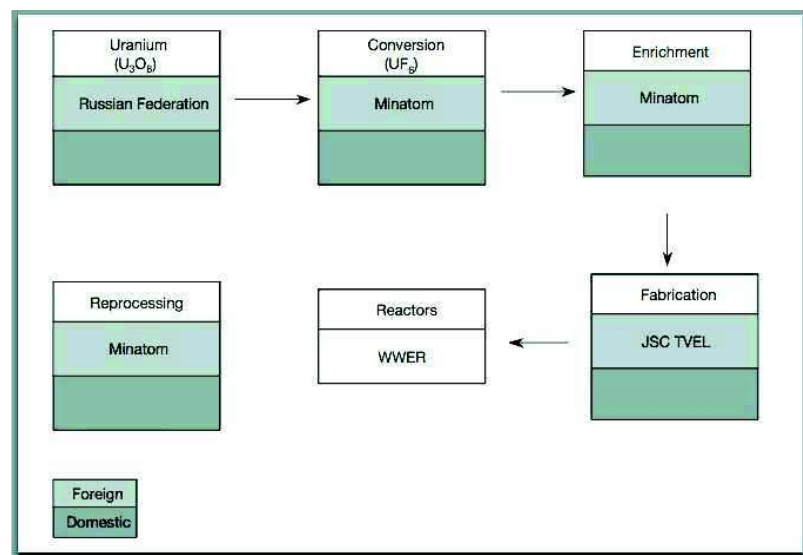 Uranium
(U₃O₈)
Russian Federation
Conversion
(UF₆)
Minatom
Enrichment
Minatom
Reprocessing
Minatom
Reactors
WWER
Fabrication
JSC TVEL
Foreign
Domestic